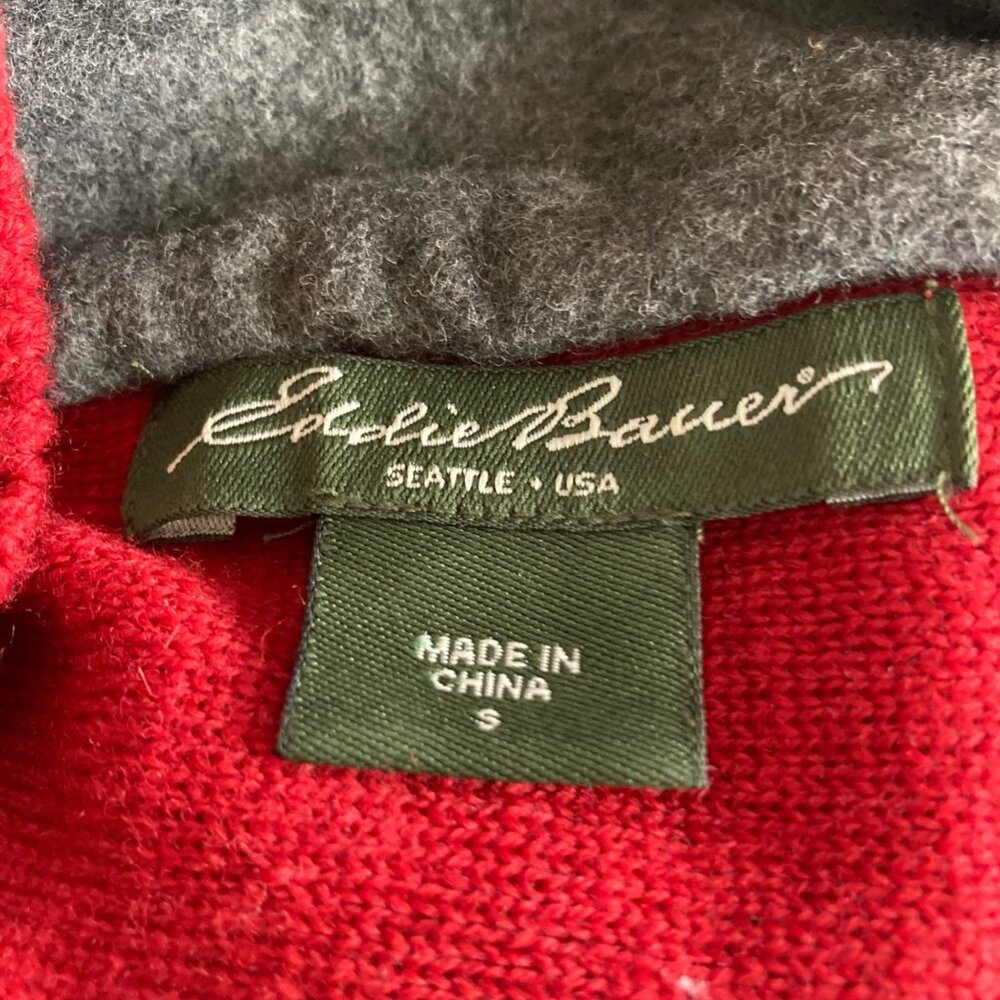 Eddie Bauer®
SEATTLE • USA
MADE IN
CHINA
S